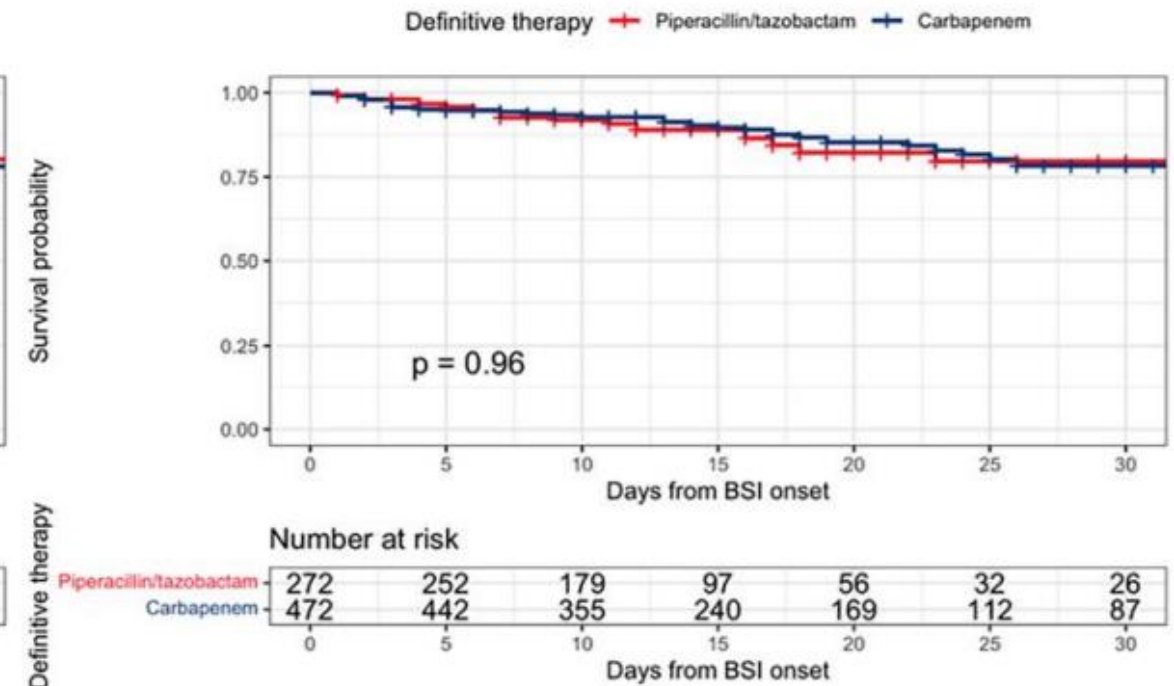 Definitive therapy Piperacillin/tazobactam Carbapenem
Survival probability
1.00
0.75
0.50
0.25
0.00
p = 0.96
0 5 10 15 20 25 30
Days from BSI onset
Number at risk
Definitive therapy
Piperacillin/tazobactam 272 252 179 97 56 32 26
Carbapenem 472 442 355 240 169 112 87
0 5 10 15 20 25 30
Days from BSI onset